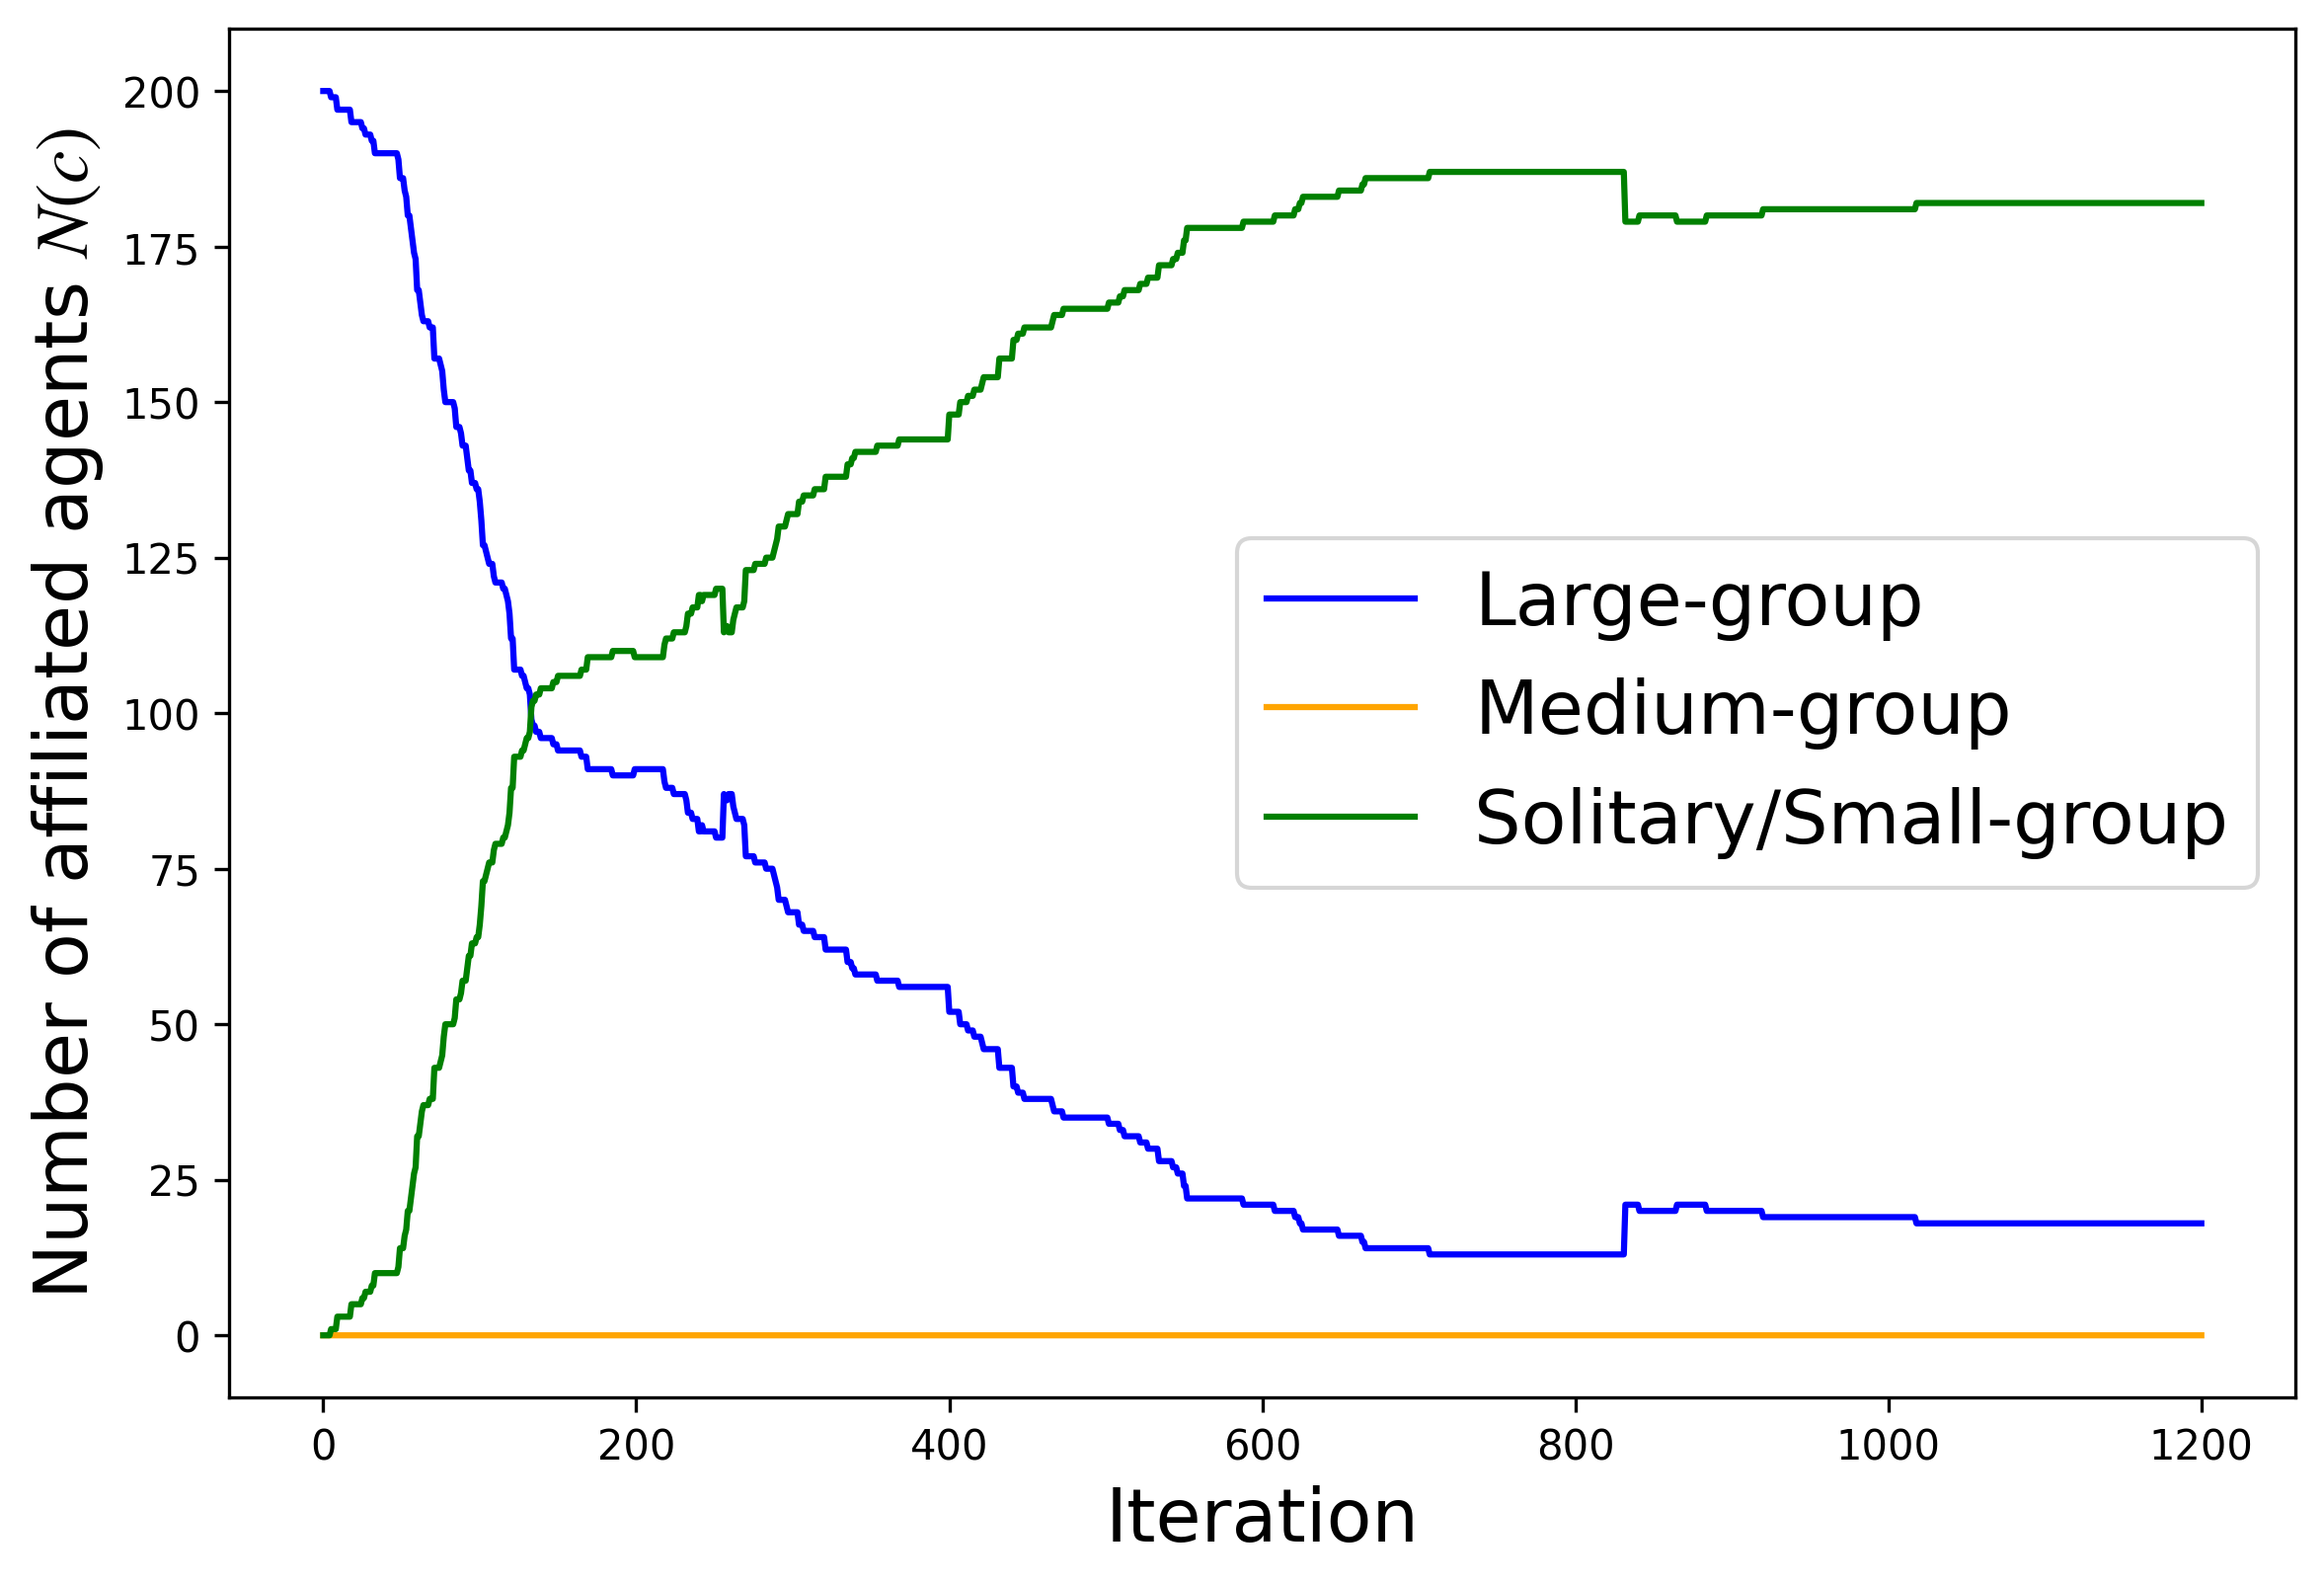 Number of affiliated agents N(c)
200
175
150
125
100
75
50
25
0
Large-group
Medium-group
Solitary/Small-group
0 200 400 600 800 1000 1200
Iteration